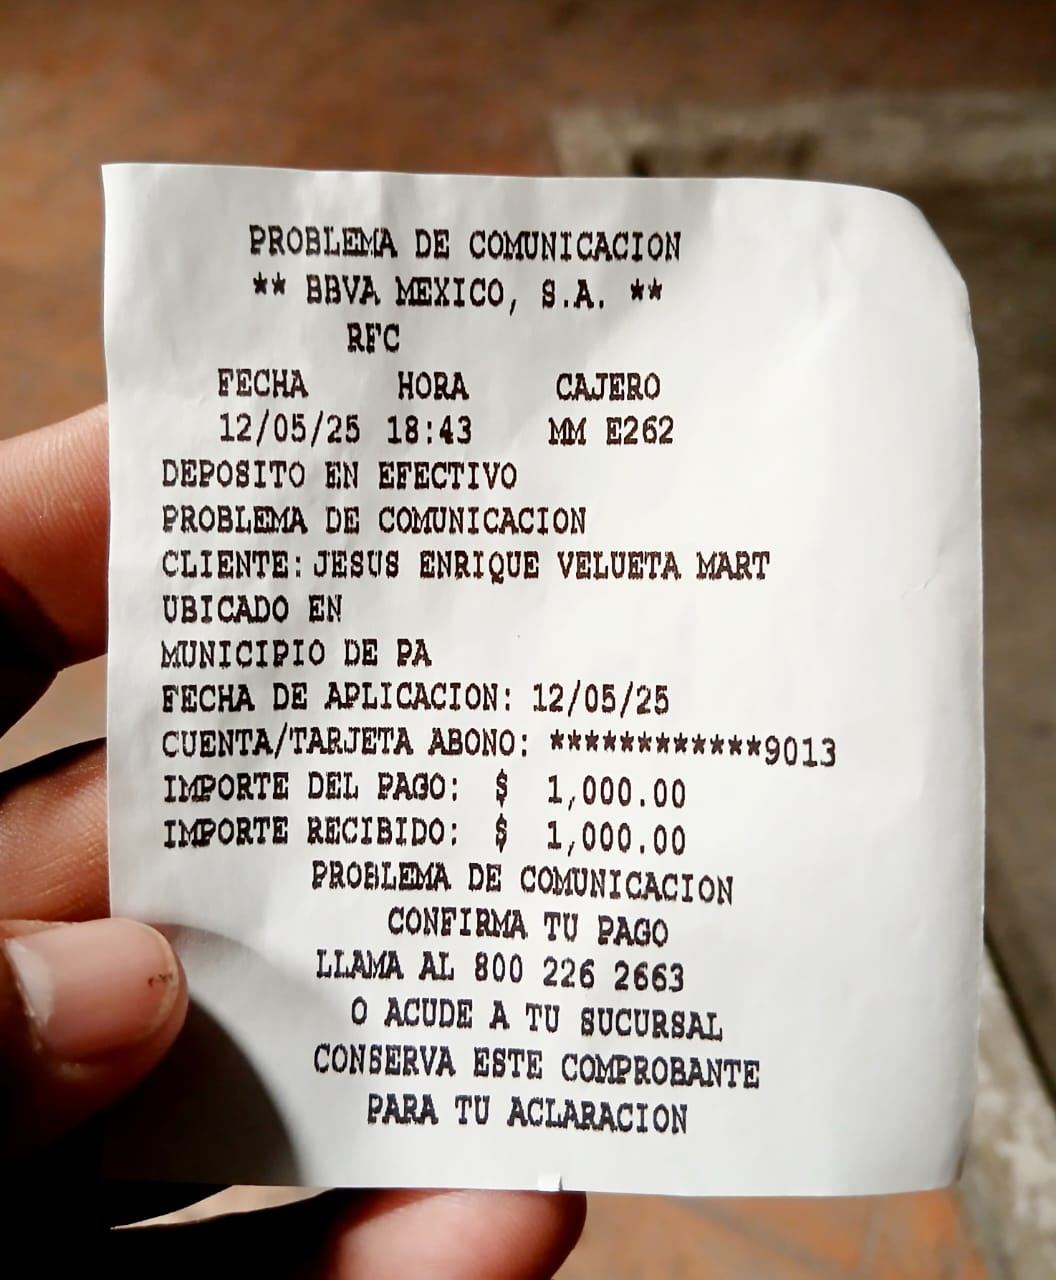 PROBLEMA DE COMUNICACION
** BBVA MEXICO, S.A. **
RFC
FECHA HORA CAJERO
12/05/25 18:43 MM E262
DEPOSITO EN EFECTIVO
PROBLEMA DE COMUNICACION
CLIENTE: JESUS ENRIQUE VELUETA MART
UBICADO EN
MUNICIPIO DE PA
FECHA DE APLICACION: 12/05/25
CUENTA/TARJETA ABONO: ************9013
IMPORTE DEL PAGO: $ 1,000.00
IMPORTE RECIBIDO: $ 1,000.00
PROBLEMA DE COMUNICACION
CONFIRMA TU PAGO
LLAMA AL 800 226 2663
O ACUDE A TU SUCURSAL
CONSERVA ESTE COMPROBANTE
PARA TU ACLARACION